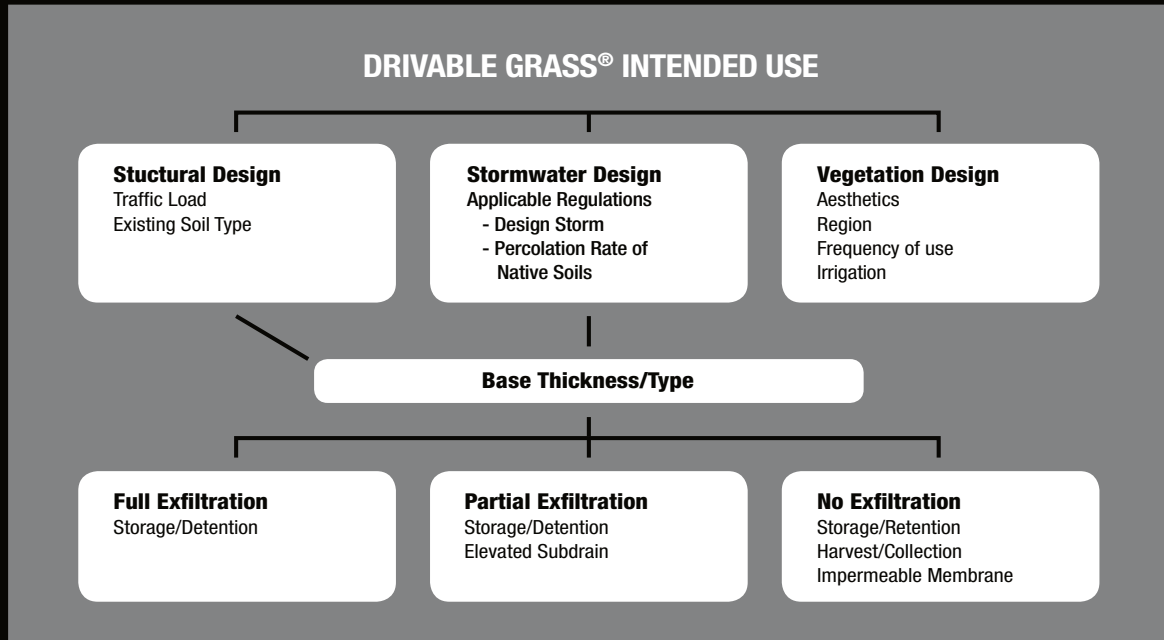 DRIVABLE GRASS® INTENDED USE
Stuctural Design
Traffic Load
Existing Soil Type
Stormwater Design
Applicable Regulations
- Design Storm
- Percolation Rate of
Native Soils
Vegetation Design
Aesthetics
Region
Frequency of use
Irrigation
Base Thickness/Type
Full Exfiltration
Storage/Detention
Partial Exfiltration
Storage/Detention
Elevated Subdrain
No Exfiltration
Storage/Retention
Harvest/Collection
Impermeable Membrane